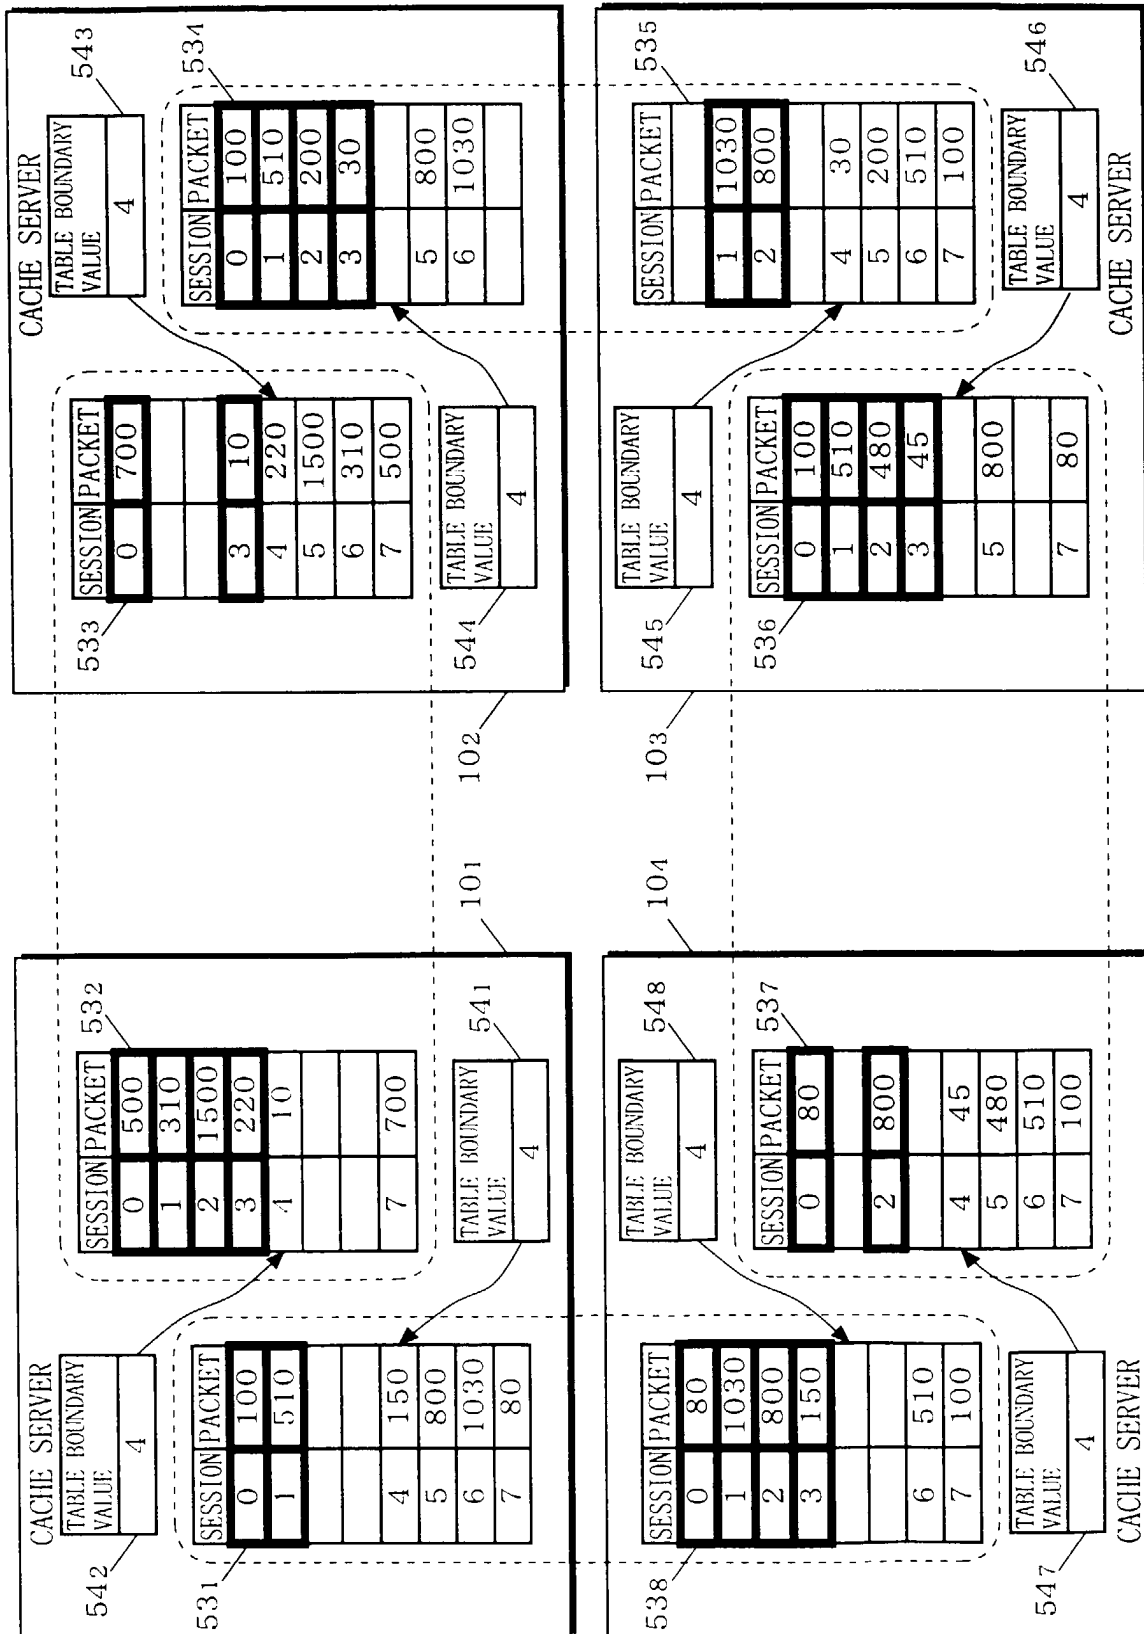 CACHE SERVER
542
TABLE BOUNDARY
VALUE
4
531
SESSION PACKET
0 100
1 510
4 150
5 800
6 1030
7 80
532
SESSION PACKET
0 500
1 310
2 1500
3 220
4 10
7 700
541
TABLE BOUNDARY
VALUE
4
101
CACHE SERVER
543
TABLE BOUNDARY
VALUE
4
533
SESSION PACKET
0 700
3 10
4 220
5 1500
6 310
7 500
534
SESSION PACKET
0 100
1 510
2 200
3 30
5 800
6 1030
544
TABLE BOUNDARY
VALUE
4
102
104
548
TABLE BOUNDARY
VALUE
4
538
SESSION PACKET
0 80
1 1030
2 800
3 150
6 510
7 100
537
SESSION PACKET
0 80
2 800
4 45
5 480
6 510
7 100
547
TABLE BOUNDARY
VALUE
4
CACHE SERVER
103
545
TABLE BOUNDARY
VALUE
4
535
SESSION PACKET
1 1030
2 800
4 30
5 200
6 510
7 100
536
SESSION PACKET
0 100
1 510
2 480
3 45
5 800
7 80
546
TABLE BOUNDARY
VALUE
4
CACHE SERVER